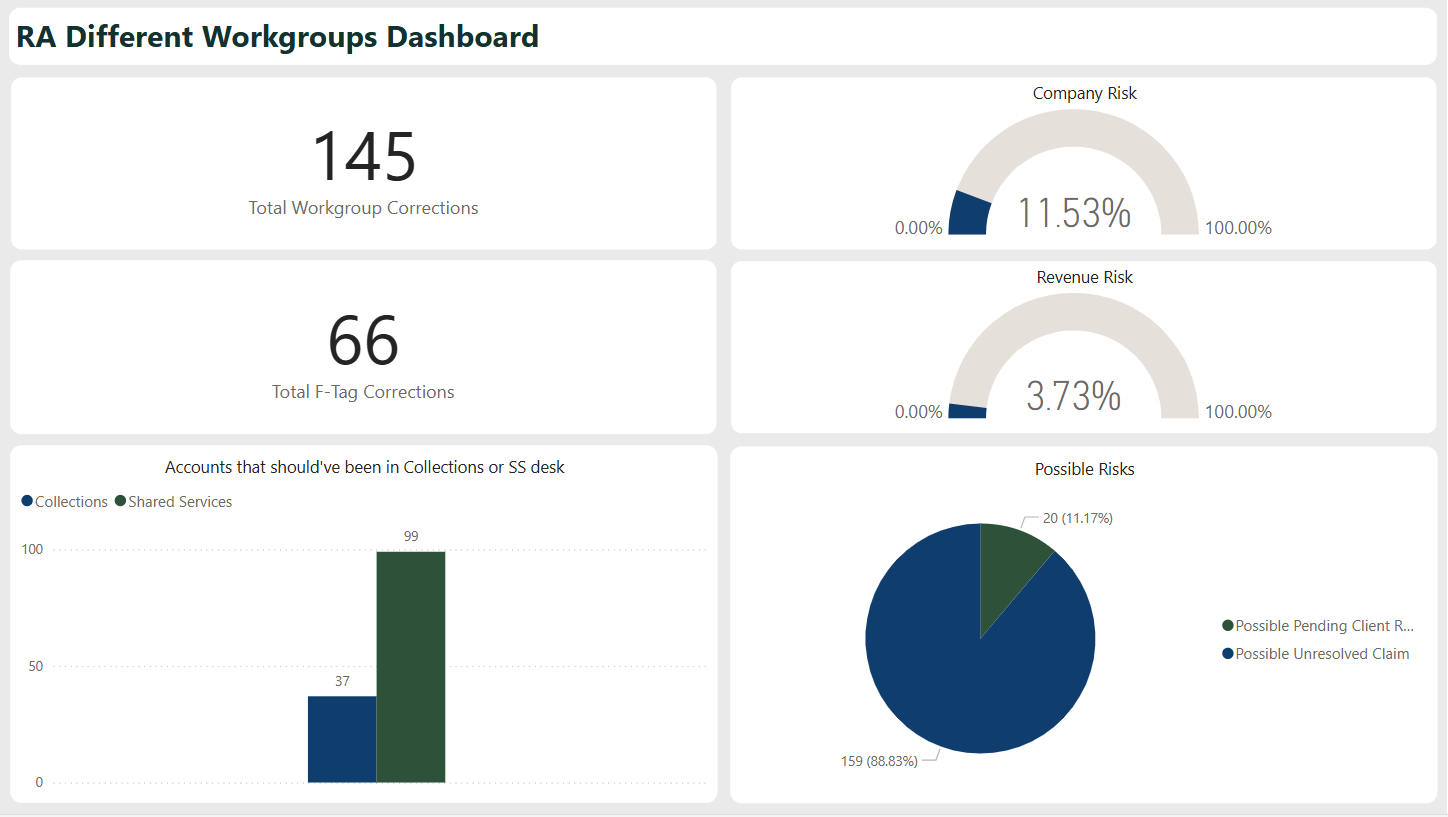 RA Different Workgroups Dashboard
145
Total Workgroup Corrections
Company Risk
11.53%
0.00%
100.00%
66
Total F-Tag Corrections
Revenue Risk
3.73%
0.00%
100.00%
Accounts that should've been in Collections or SS desk
Collections Shared Services
100
50
0
37
99
Possible Risks
20 (11.17%)
159 (88.83%)
Possible Pending Client R...
Possible Unresolved Claim